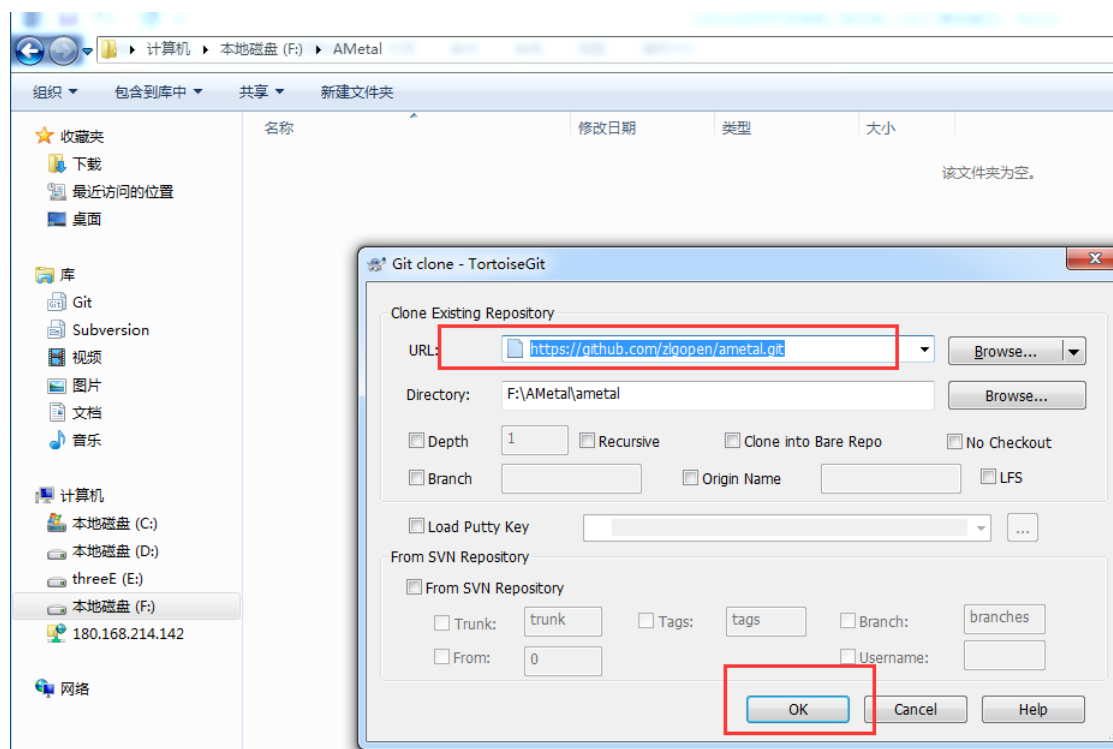 计算机 本地磁盘 (F:) AMetal
组织 包含到库中 共享 新建文件夹
收藏夹
下载
最近访问的位置
桌面
库
Git
Subversion
视频
图片
文档
音乐
计算机
本地磁盘 (C:)
本地磁盘 (D:)
threeE (E:)
本地磁盘 (F:)
180.168.214.142
网络
名称 修改日期 类型 大小
该文件夹为空。
Git clone - TortoiseGit
Clone Existing Repository
URL: https://github.com/zlgopen/ametal.git Browse...
Directory: F:\AMetal\ametal Browse...
Depth 1 Recursive Clone into Bare Repo No Checkout
Branch Origin Name LFS
Load Putty Key ...
From SVN Repository
From SVN Repository
Trunk: trunk Tags: tags Branch: branches
From: 0 Username:
OK Cancel Help